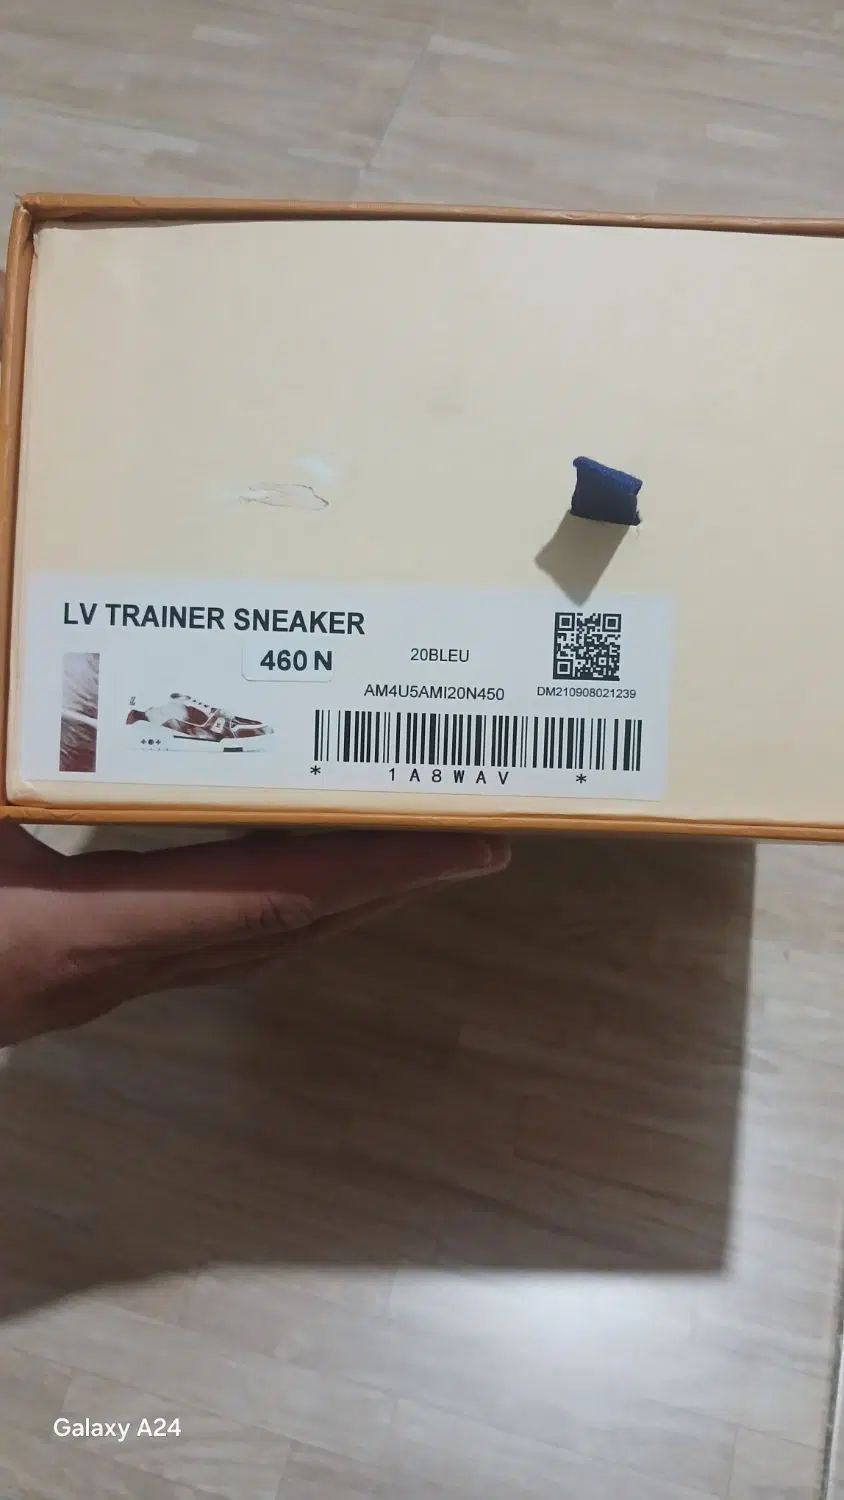 LV TRAINER SNEAKER
460 N
20BLEU
AM4U5AMI20N450
DM210908021239
* 1A8WAV *
Galaxy A24